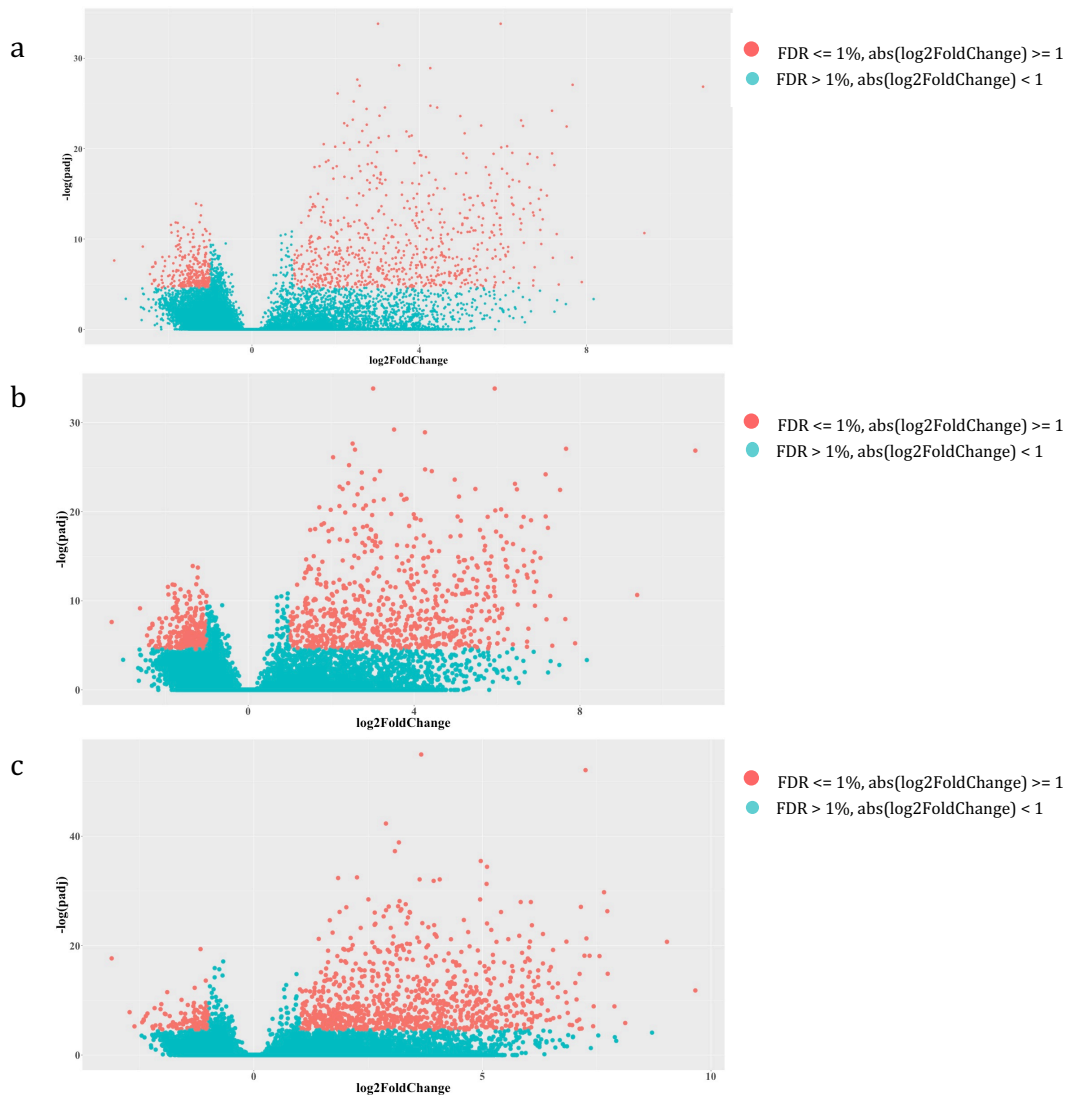 a
30
20
10
0
-log(padj)
0
4
8
log2FoldChange
FDR <= 1%, abs(log2FoldChange) >= 1
FDR > 1%, abs(log2FoldChange) < 1
b
30
20
10
0
-log(padj)
0
4
8
log2FoldChange
FDR <= 1%, abs(log2FoldChange) >= 1
FDR > 1%, abs(log2FoldChange) < 1
c
40
20
0
-log(padj)
0
5
10
log2FoldChange
FDR <= 1%, abs(log2FoldChange) >= 1
FDR > 1%, abs(log2FoldChange) < 1